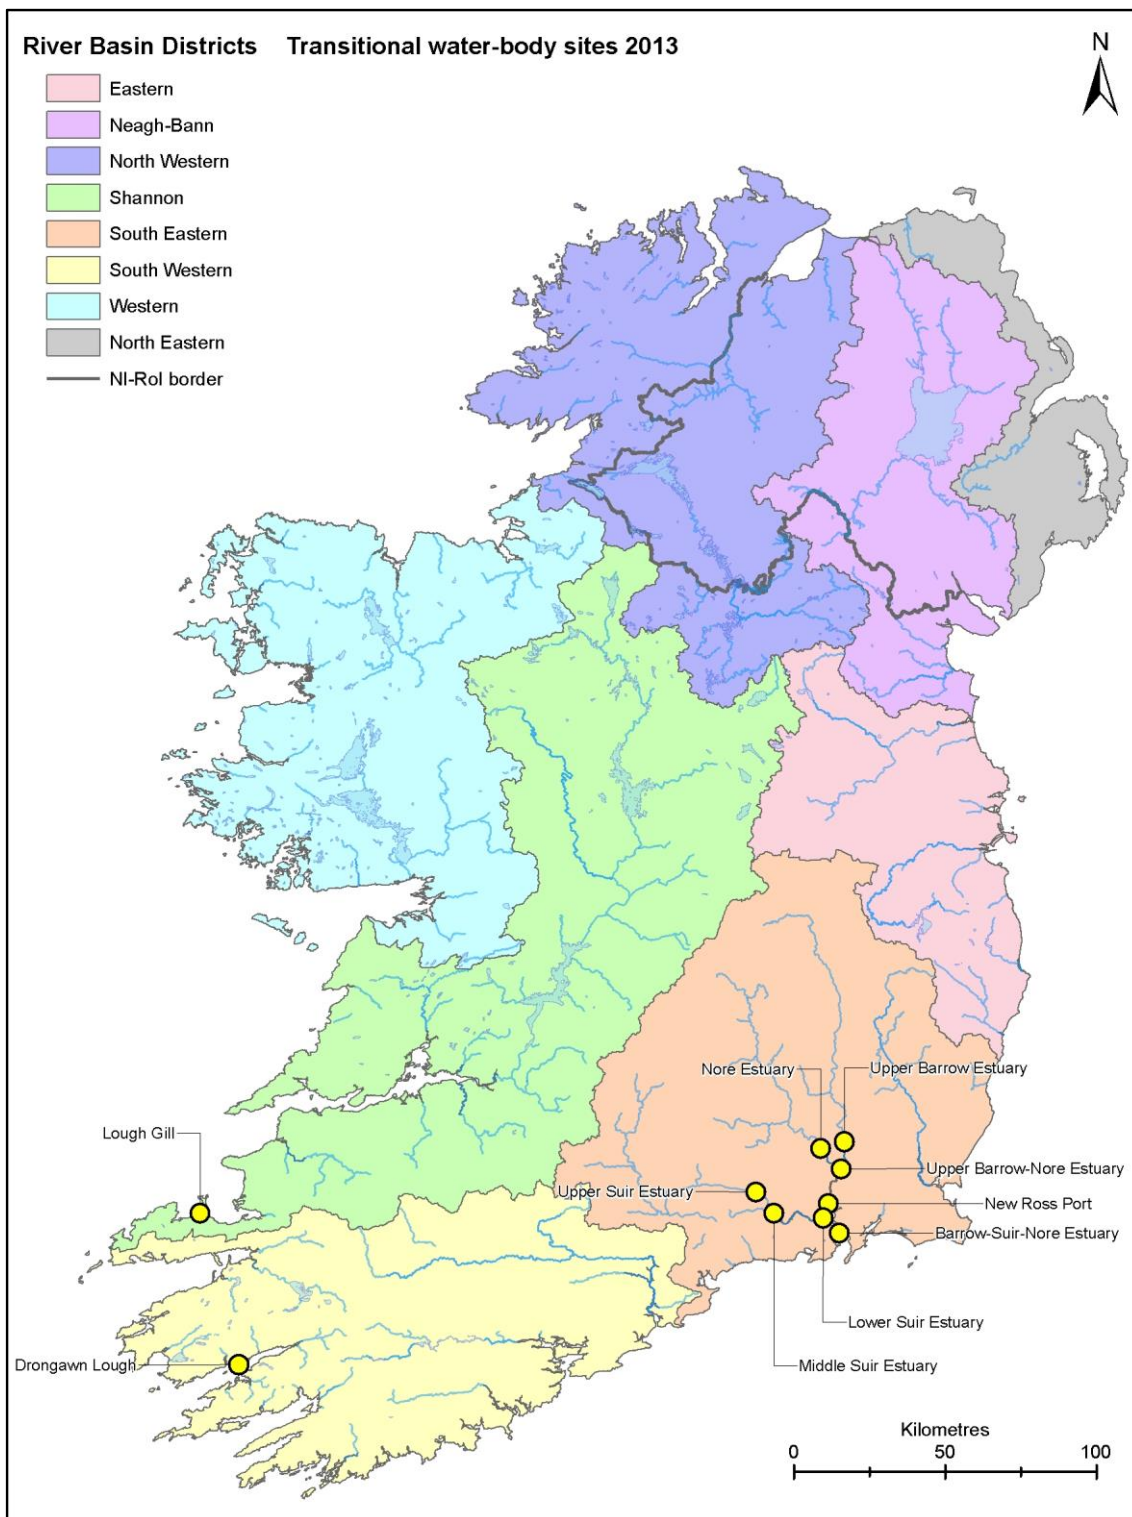 River Basin Districts Transitional water-body sites 2013
N
Eastern
Neagh-Bann
North Western
Shannon
South Eastern
South Western
Western
North Eastern
NI-RoI border
Nore Estuary
Upper Barrow Estuary
Lough Gill
Upper Barrow-Nore Estuary
Upper Suir Estuary
New Ross Port
Barrow-Suir-Nore Estuary
Lower Suir Estuary
Drongawn Lough
Middle Suir Estuary
Kilometres
0 50 100